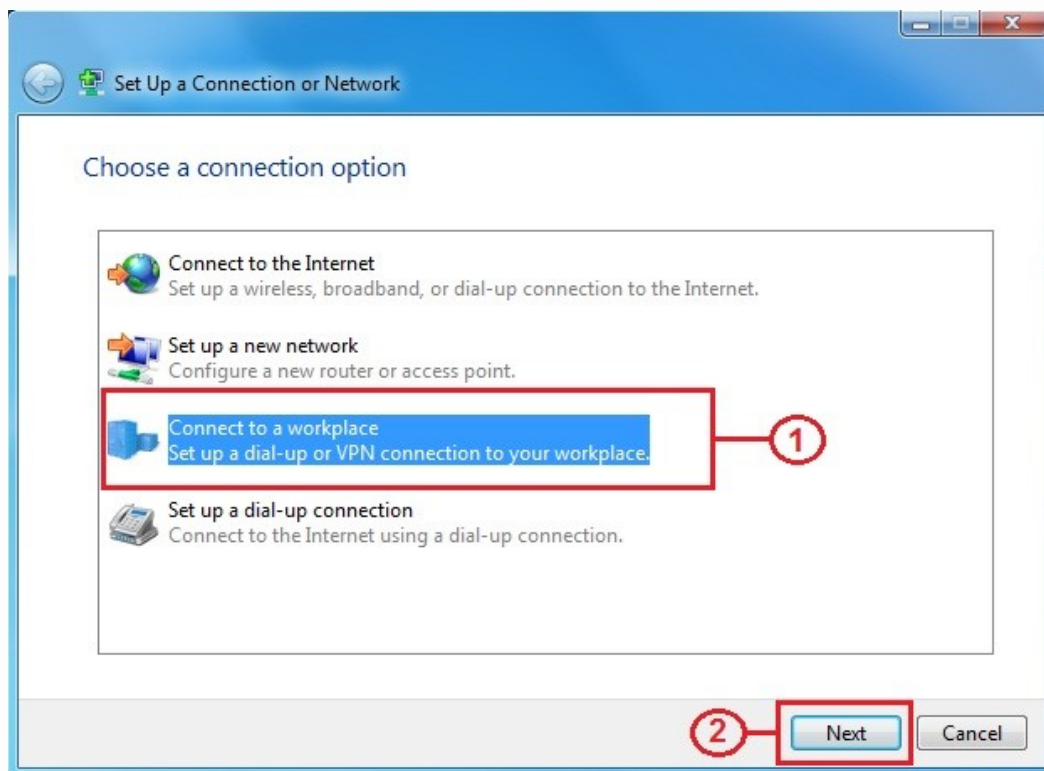 Set Up a Connection or Network
Choose a connection option
Connect to the Internet
Set up a wireless, broadband, or dial-up connection to the Internet.
Set up a new network
Configure a new router or access point.
Connect to a workplace
Set up a dial-up or VPN connection to your workplace.
1
Set up a dial-up connection
Connect to the Internet using a dial-up connection.
2
Next
Cancel